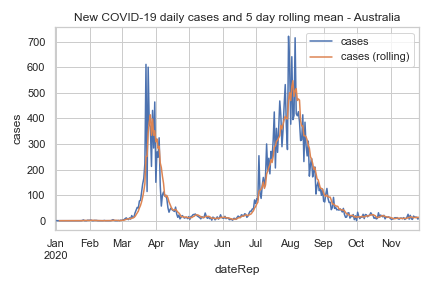 New COVID-19 daily cases and 5 day rolling mean - Australia
cases
cases (rolling)
700
600
500
400
300
200
100
0
cases
Jan Feb Mar Apr May Jun Jul Aug Sep Oct Nov
2020
dateRep